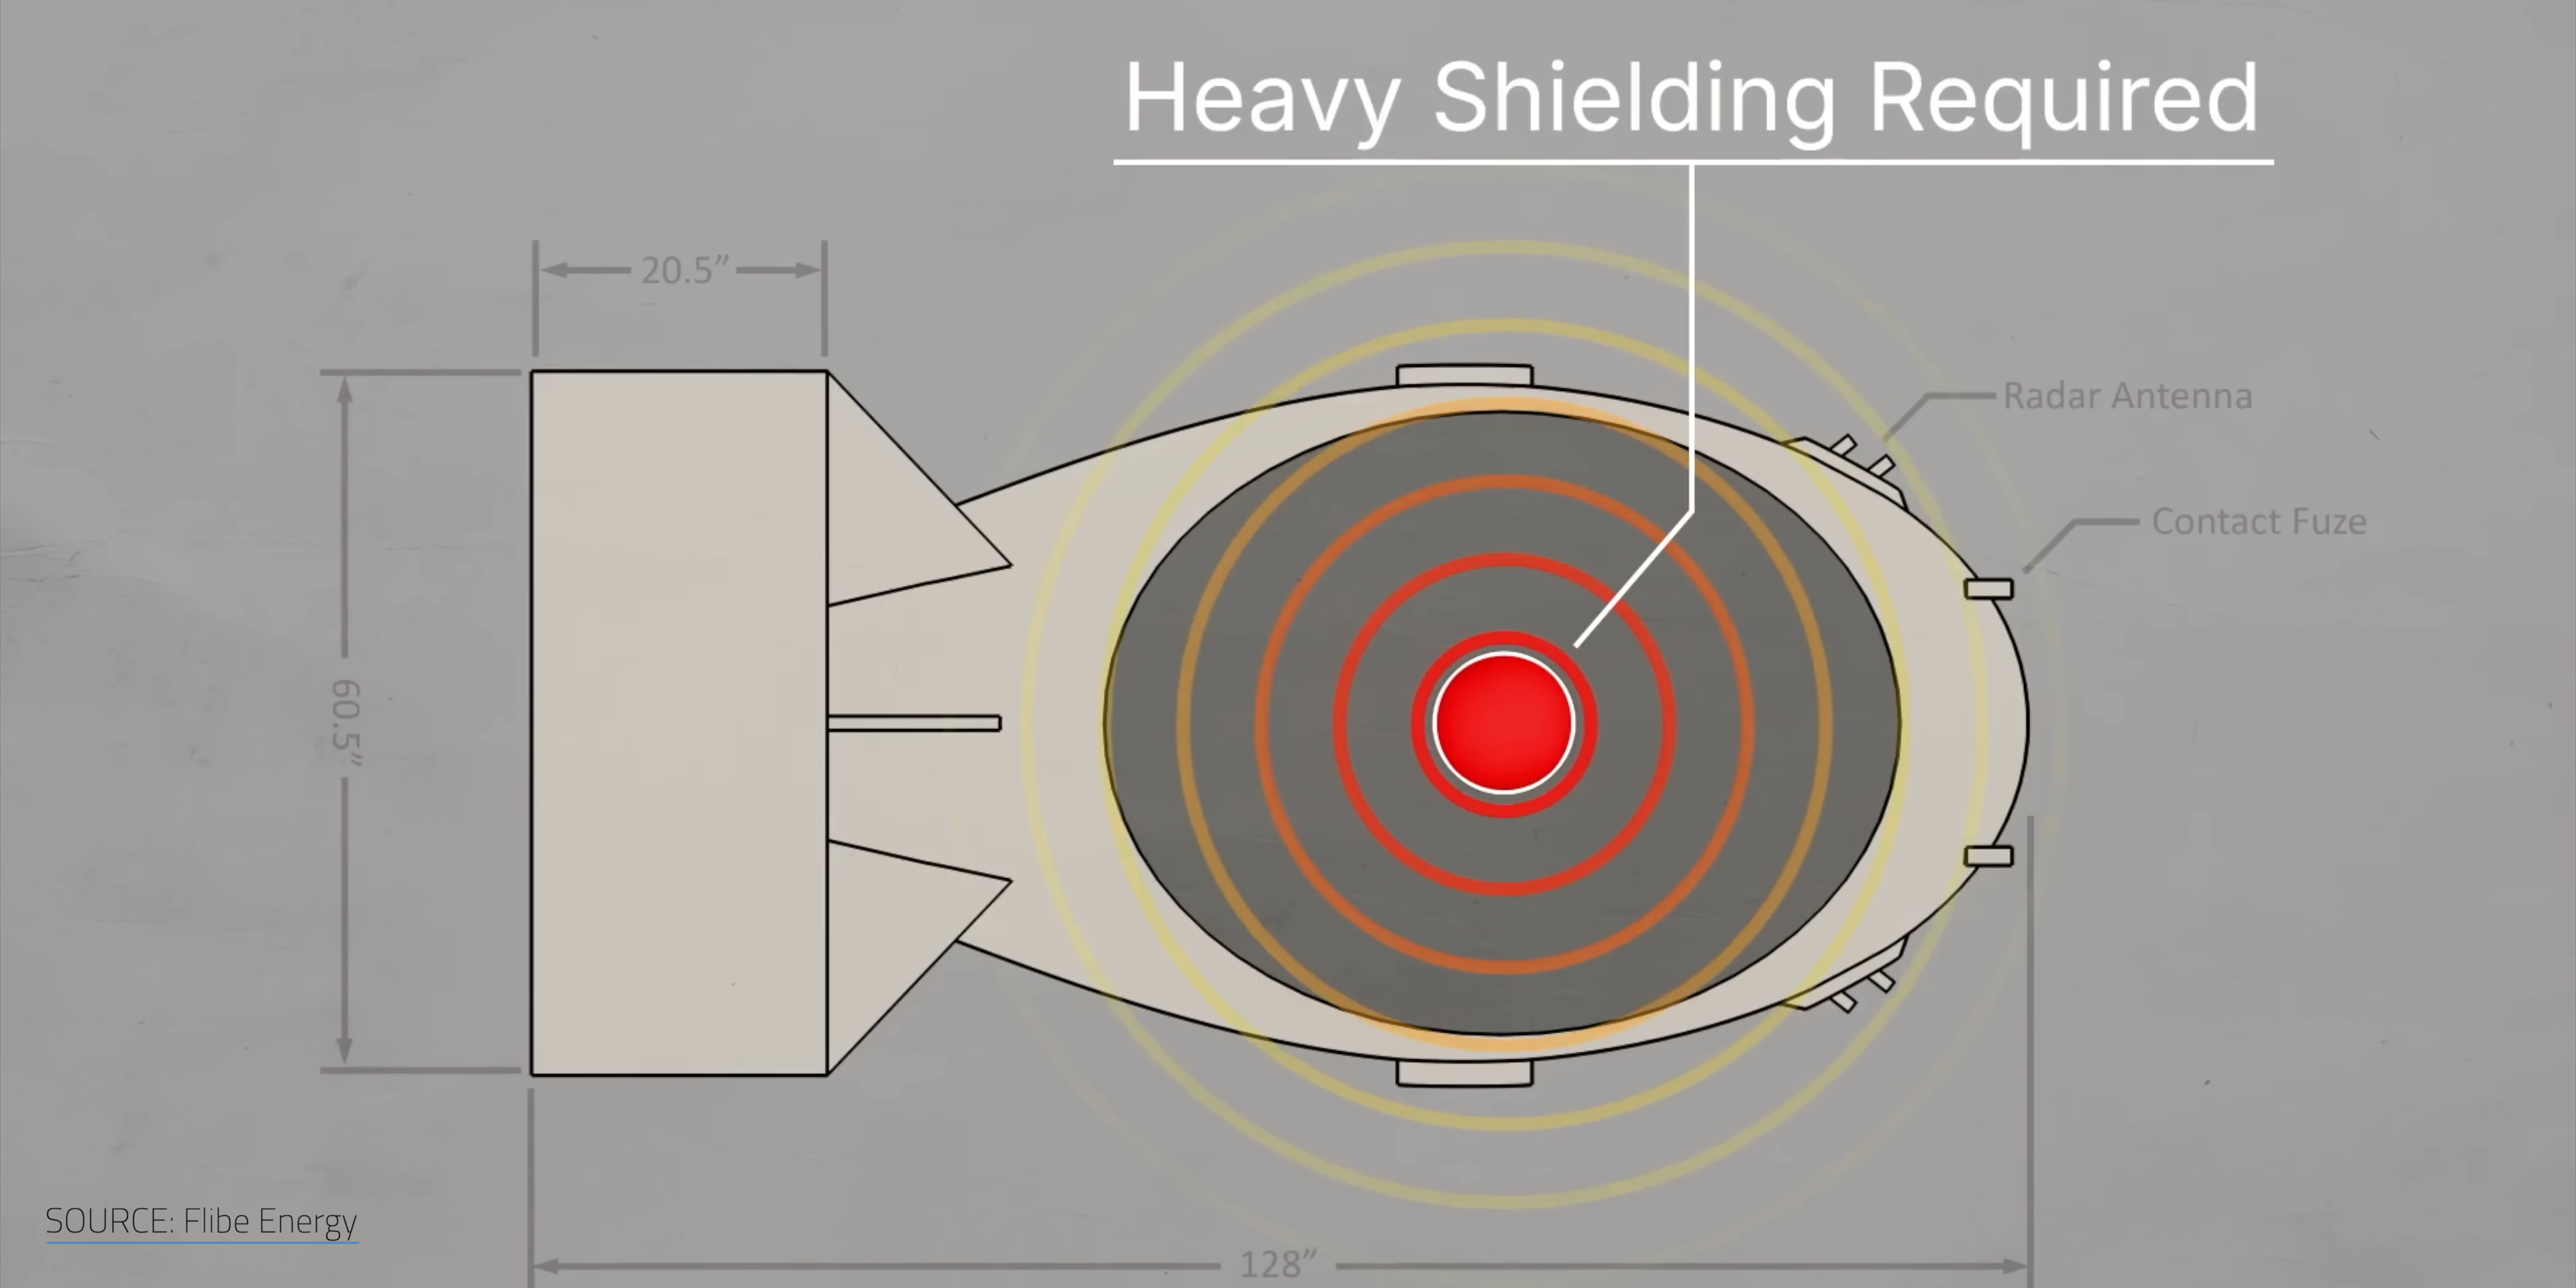 Heavy Shielding Required
20.5”
Radar Antenna
Contact Fuze
60.5”
SOURCE: Flibe Energy
128”